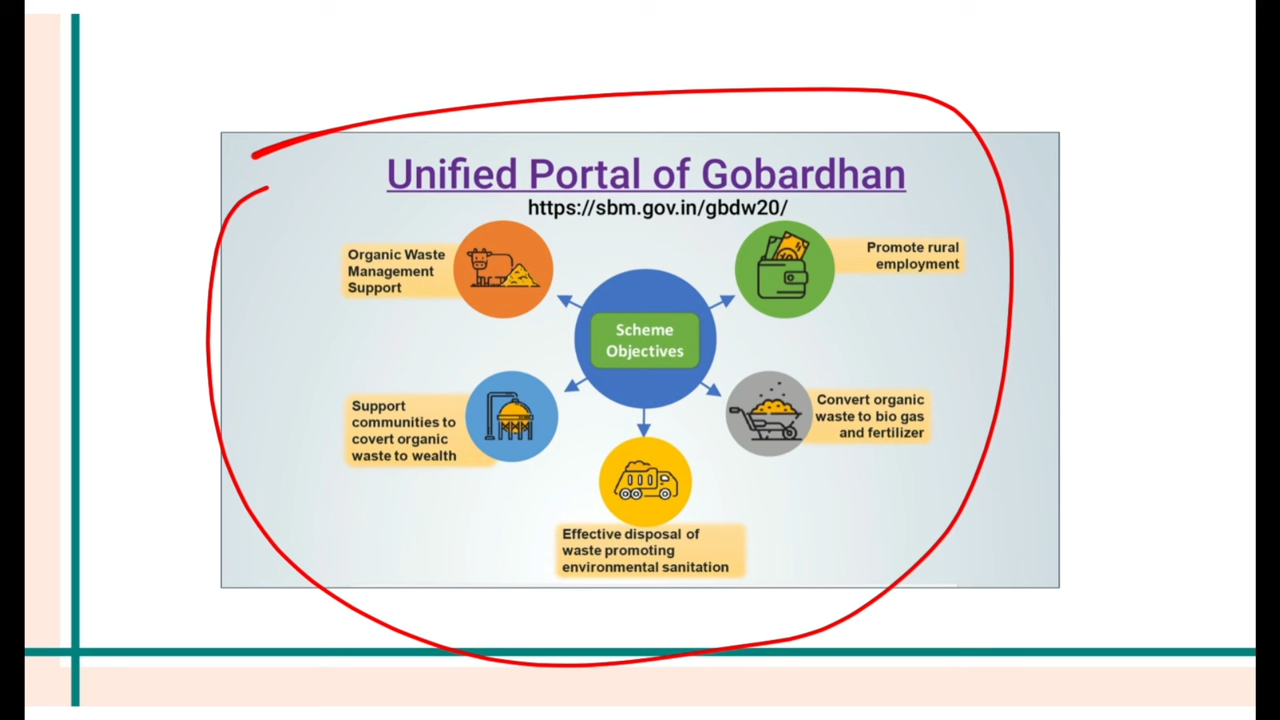 Unified Portal of Gobardhan
https://sbm.gov.in/gbdw20/
Organic Waste
Management
Support
Promote rural
employment
Scheme
Objectives
Support
communities to
covert organic
waste to wealth
Convert organic
waste to bio gas
and fertilizer
Effective disposal of
waste promoting
environmental sanitation